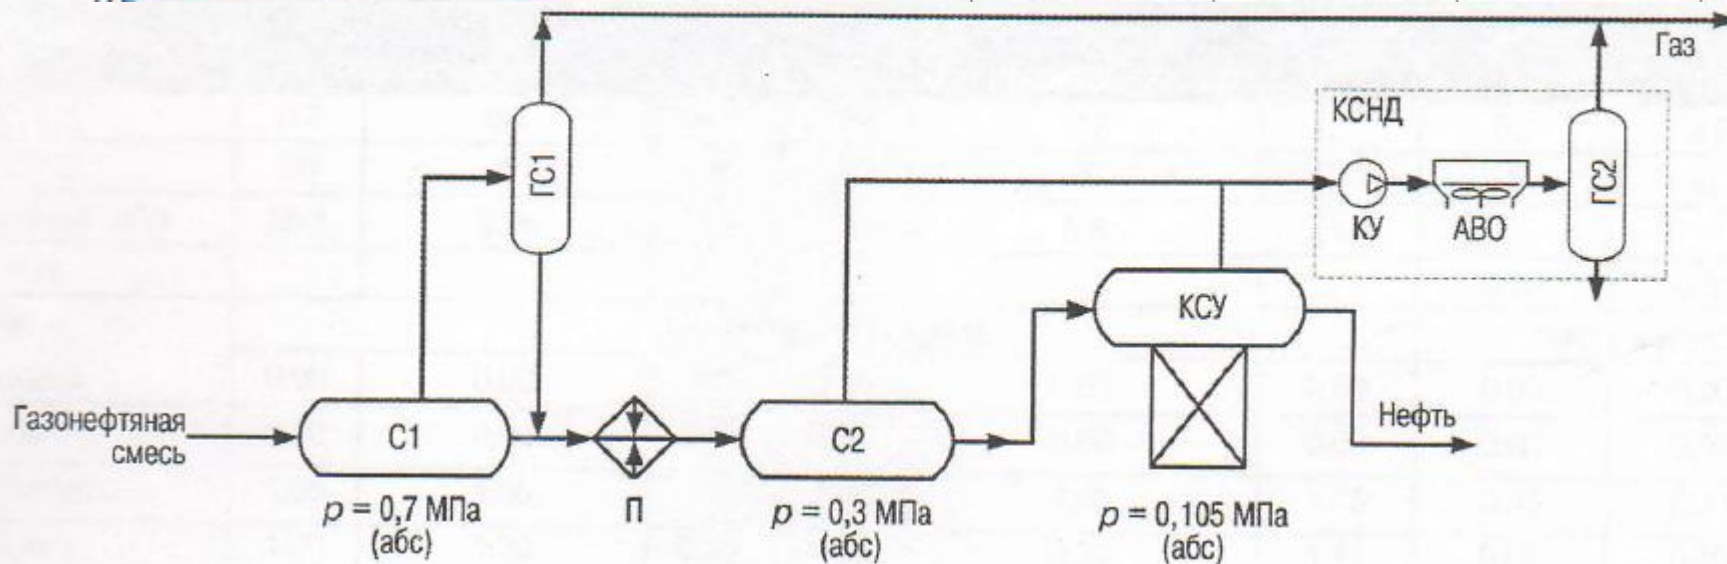 Газ
КСНД
ГС1
ГС2
КУ
АВО
КСУ
Газонефтяная
смесь
С1
С2
Нефть
p = 0,7 МПа
(абс)
П
p = 0,3 МПа
(абс)
p = 0,105 МПа
(абс)